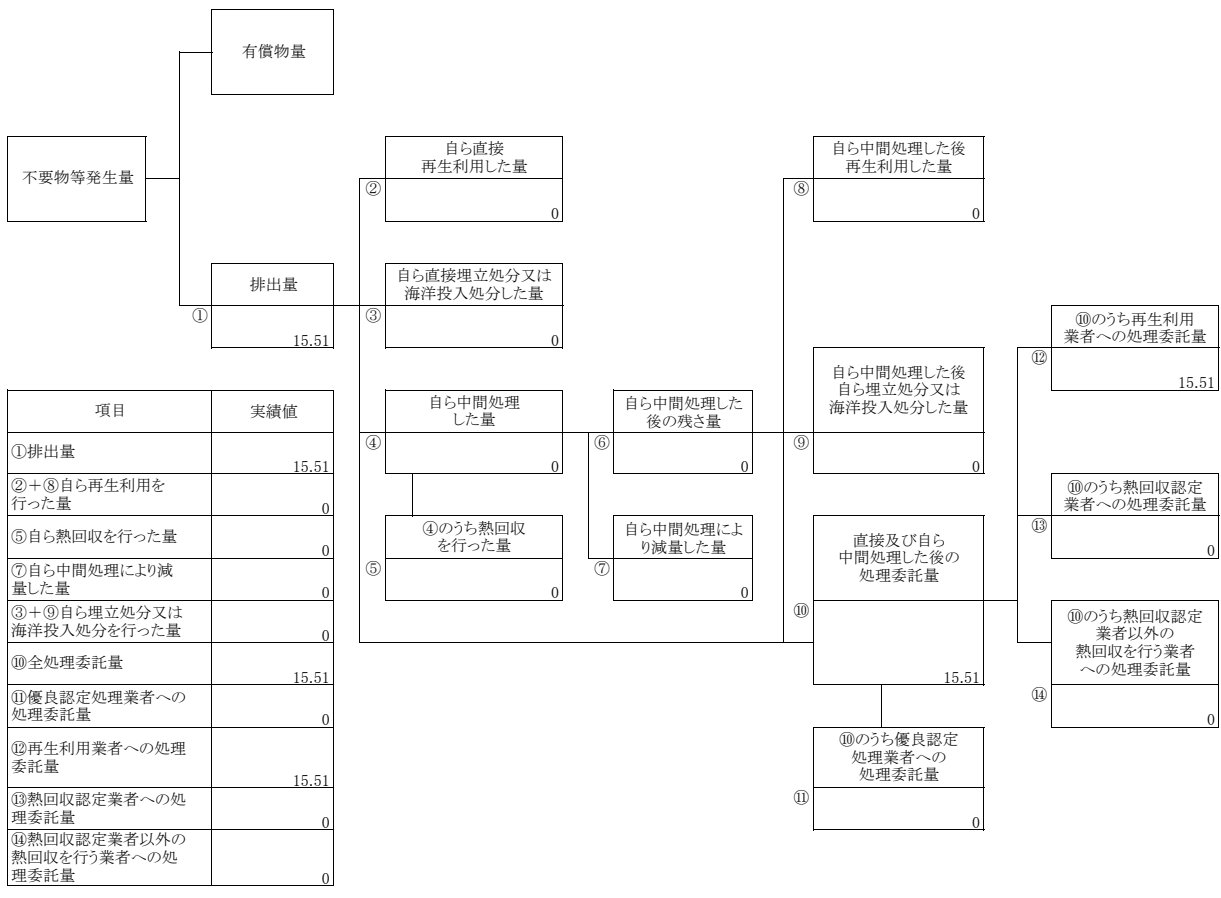 有償物量
不要物等発生量
排出量
①
15.51
自ら直接
再生利用した量
②
0
自ら直接埋立処分又は
海洋投入処分した量
③
0
自ら中間処理
した量
④
0
④のうち熱回収
を行った量
⑤
0
自ら中間処理した
後の残さ量
⑥
0
自ら中間処理によ
り減量した量
⑦
0
自ら中間処理した後
再生利用した量
⑧
0
自ら中間処理した後
自ら埋立処分又は
海洋投入処分した量
⑨
0
直接及び自ら
中間処理した後の
処理委託量
⑩
15.51
⑩のうち優良認定
処理業者への
処理委託量
⑪
0
⑩のうち再生利用
業者への処理委託量
⑫
15.51
⑩のうち熱回収認定
業者への処理委託量
⑬
0
⑩のうち熱回収認定
業者以外の
熱回収を行う業者
への処理委託量
⑭
0
項目 実績値
①排出量
15.51
②＋⑧自ら再生利用を
行った量
0
⑤自ら熱回収を行った量
0
⑦自ら中間処理により減
量した量
0
③＋⑨自ら埋立処分又は
海洋投入処分を行った量
0
⑩全処理委託量
15.51
⑪優良認定処理業者への
処理委託量
0
⑫再生利用業者への処理
委託量
15.51
⑬熱回収認定業者への処
理委託量
0
⑭熱回収認定業者以外の
熱回収を行う業者への処
理委託量
0